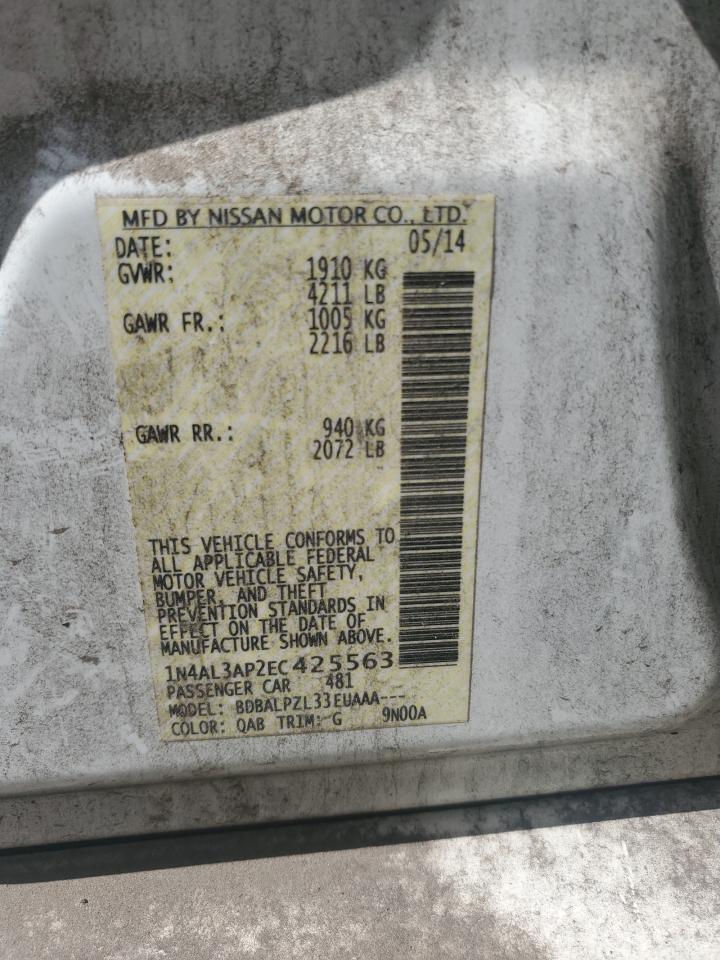 MFD BY NISSAN MOTOR CO., LTD.
DATE: 05/14
GVWR: 1910 KG
4211 LB
GAWR FR.: 1005 KG
2216 LB
GAWR RR.: 940 KG
2072 LB
THIS VEHICLE CONFORMS TO
ALL APPLICABLE FEDERAL
MOTOR VEHICLE SAFETY,
BUMPER, AND THEFT
PREVENTION STANDARDS IN
EFFECT ON THE DATE OF
MANUFACTURE SHOWN ABOVE.
1N4AL3AP2EC425563
PASSENGER CAR 481
MODEL: BDBALPZL33EUAAA---
COLOR: QAB TRIM: G 9N00A